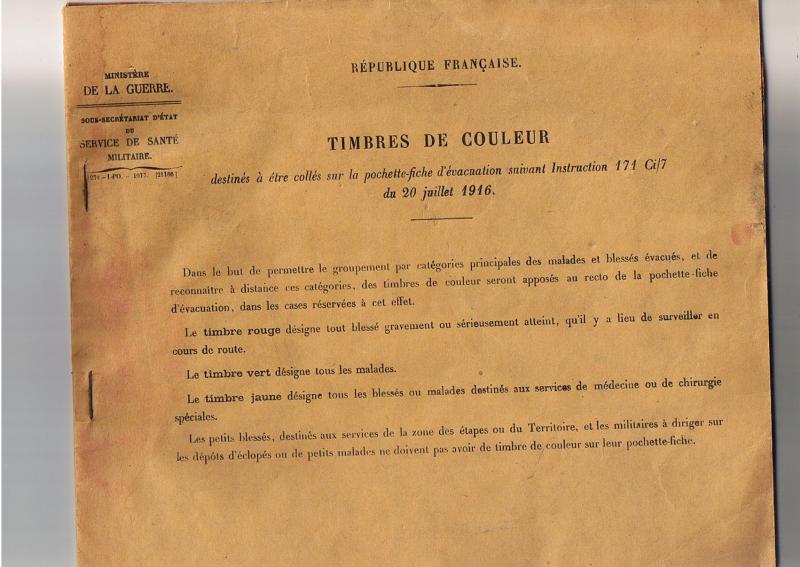 MINISTÈRE
DE LA GUERRE.
SOUS-SECRÉTARIAT D'ÉTAT
DU
SERVICE DE SANTÉ
MILITAIRE.
-I-PO. - 1917. [21186]
RÉPUBLIQUE FRANÇAISE.
TIMBRES DE COULEUR
destinés à être collés sur la pochette-fiche d'évacuation suivant Instruction 171 Ci/7
du 20 juillet 1916.
Dans le but de permettre le groupement par catégories principales des malades et blessés évacués, et de
reconnaître à distance ces catégories, des timbres de couleur seront apposés au recto de la pochette-fiche
d'évacuation, dans les cases réservées à cet effet.
Le timbre rouge désigne tout blessé gravement ou sérieusement atteint, qu'il y a lieu de surveiller en
cours de route.
Le timbre vert désigne tous les malades.
Le timbre jaune désigne tous les blessés ou malades destinés aux services de médecine ou de chirurgie
spéciales.
Les petits blessés, destinés aux services de la zone des étapes ou du Territoire, et les militaires à diriger sur
les dépôts d'éclopés ou de petits malades ne doivent pas avoir de timbre de couleur sur leur pochette-fiche.